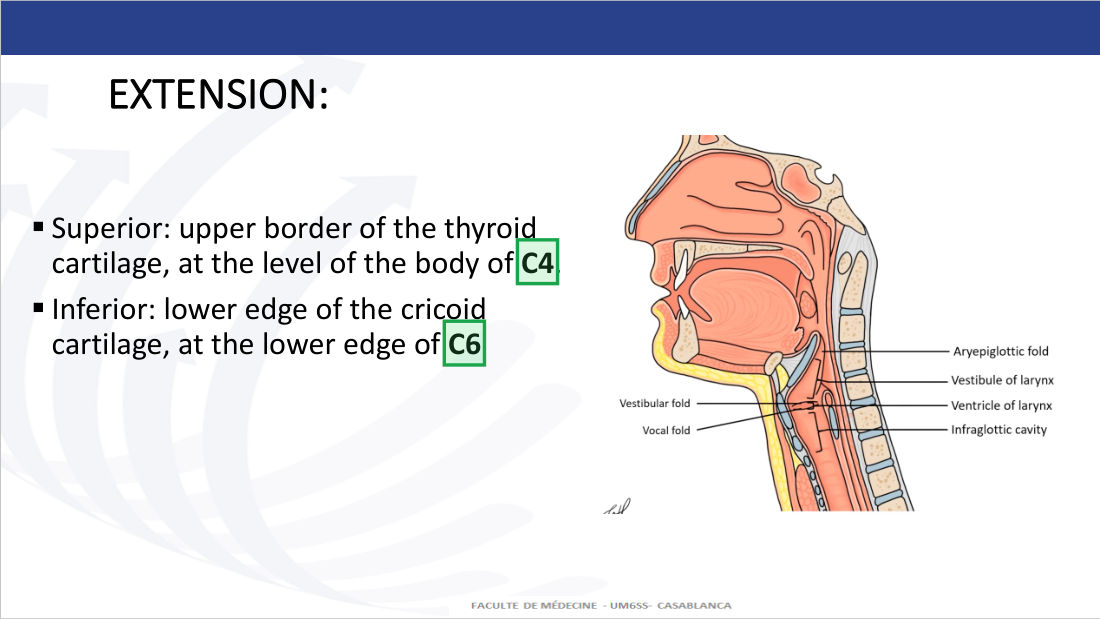 EXTENSION:
▪ Superior: upper border of the thyroid
cartilage, at the level of the body of C4.
▪ Inferior: lower edge of the cricoid
cartilage, at the lower edge of C6
Aryepiglottic fold
Vestibule of larynx
Vestibular fold
Ventricle of larynx
Vocal fold
Infraglottic cavity
FACULTE DE MÉDECINE - UM6SS- CASABLANCA